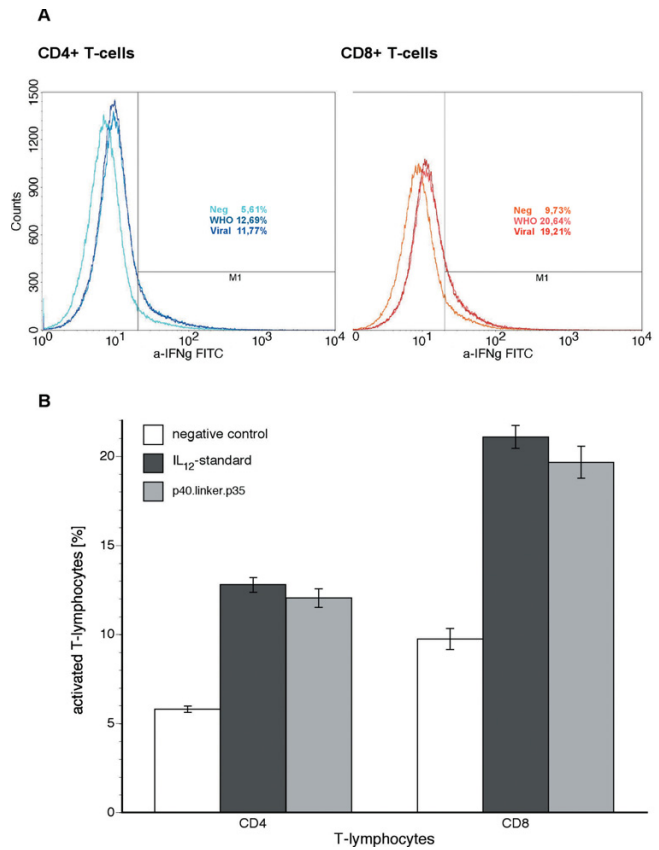 A
CD4+ T-cells
CD8+ T-cells
1500
1200
900
600
300
0
Counts
Neg 5,61%
WHO 12,69%
Viral 11,77%
M1
10^0 10^1 10^2 10^3 10^4
a-IFNg FITC
Neg 9,73%
WHO 20,64%
Viral 19,21%
M1
0 10^1 10^2 10^3 10^4
a-IFNg FITC
B
negative control
IL12-standard
p40.linker.p35
20
15
10
5
0
activated T-lymphocytes [%]
CD4 CD8
T-lymphocytes